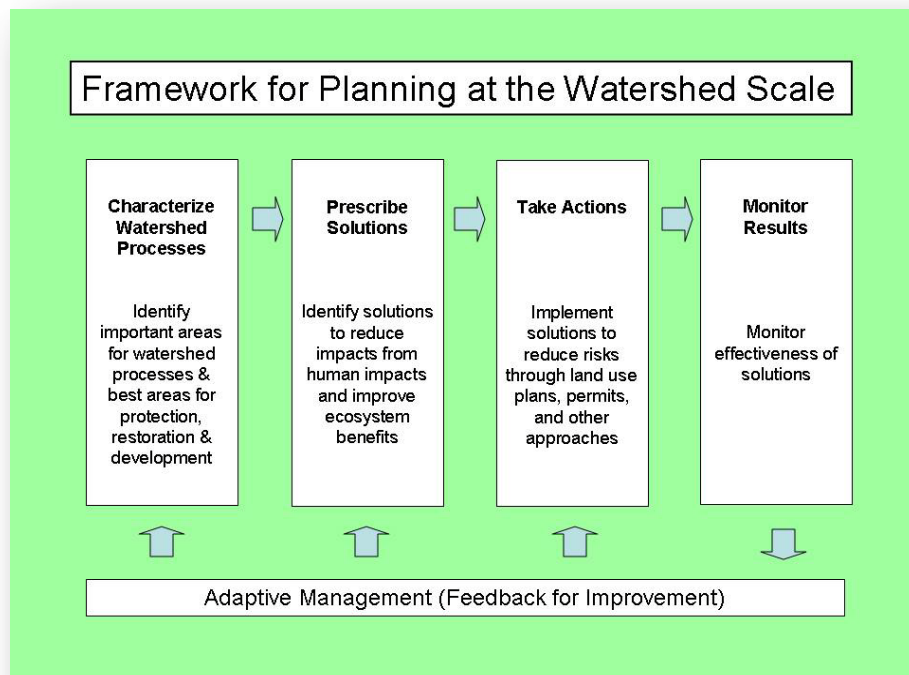 Framework for Planning at the Watershed Scale
Characterize
Watershed
Processes
Identify
important areas
for watershed
processes &
best areas for
protection,
restoration &
development
Prescribe
Solutions
Identify solutions
to reduce
impacts from
human impacts
and improve
ecosystem
benefits
Take Actions
Implement
solutions to
reduce risks
through land use
plans, permits,
and other
approaches
Monitor
Results
Monitor
effectiveness of
solutions
Adaptive Management (Feedback for Improvement)